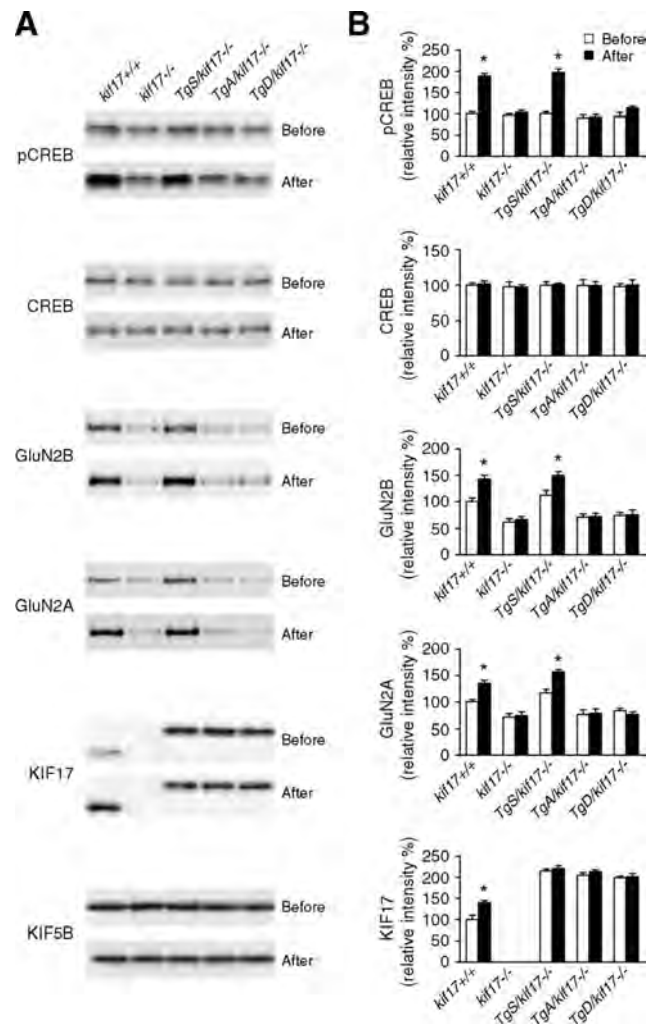 A
kif17+/+
kif17-/-
TgS/kif17-/-
TgA/kif17-/-
TgD/kif17-/-
pCREB
Before
After
CREB
Before
After
GluN2B
Before
After
GluN2A
Before
After
KIF17
Before
After
KIF5B
Before
After
B
Before
After
pCREB
(relative intensity %)
250
200
150
100
50
0
*
*
kif17+/+
kif17-/-
TgS/kif17-/-
TgA/kif17-/-
TgD/kif17-/-
CREB
(relative intensity %)
150
100
50
0
kif17+/+
kif17-/-
TgS/kif17-/-
TgA/kif17-/-
TgD/kif17-/-
GluN2B
(relative intensity %)
200
150
100
50
0
*
*
kif17+/+
kif17-/-
TgS/kif17-/-
TgA/kif17-/-
TgD/kif17-/-
GluN2A
(relative intensity %)
200
150
100
50
0
*
*
kif17+/+
kif17-/-
TgS/kif17-/-
TgA/kif17-/-
TgD/kif17-/-
KIF17
(relative intensity %)
250
200
150
100
50
0
*
kif17+/+
kif17-/-
TgS/kif17-/-
TgA/kif17-/-
TgD/kif17-/-